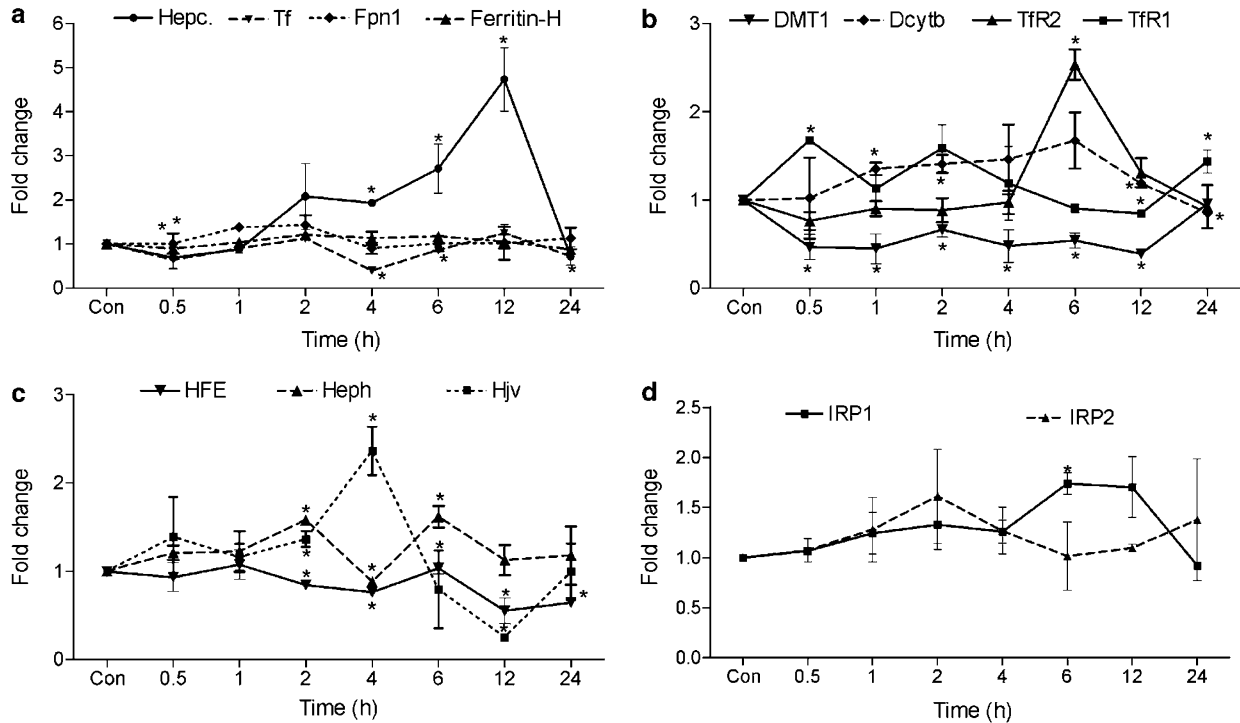 a
Hepc. Tf Fpn1 Ferritin-H
Fold change
6
5
4
3
2
1
0
* * * * * * * *
Con 0.5 1 2 4 6 12 24
Time (h)
b
DMT1 Dcytb TfR2 TfR1
Fold change
3
2
1
0
Con 0.5 1 2 4 6 12 24
Time (h)
c
HFE Heph Hjv
Fold change
3
2
1
0
Con 0.5 1 2 4 6 12 24
Time (h)
d
IRP1 IRP2
Fold change
2.5
2.0
1.5
1.0
0.5
0.0
*
Con 0.5 1 2 4 6 12 24
Time (h)